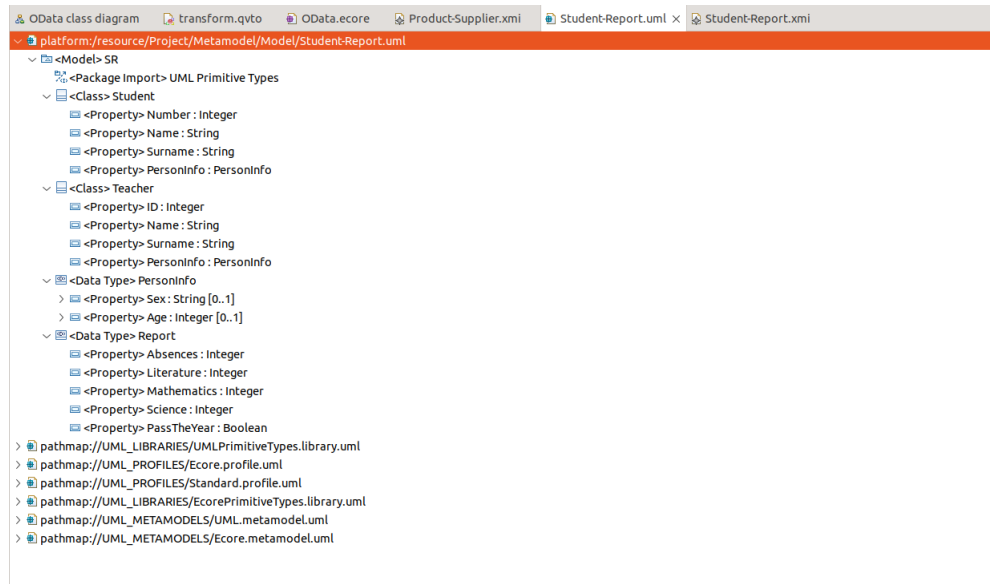 OData class diagram transform.qvto OData.ecore Product-Supplier.xmi Student-Report.uml Student-Report.xmi
platform:/resource/Project/Metamodel/Model/Student-Report.uml
<Model> SR
<Package Import> UML Primitive Types
<Class> Student
<Property> Number : Integer
<Property> Name : String
<Property> Surname : String
<Property> PersonInfo : PersonInfo
<Class> Teacher
<Property> ID : Integer
<Property> Name : String
<Property> Surname : String
<Property> PersonInfo : PersonInfo
<Data Type> PersonInfo
<Property> Sex : String [0..1]
<Property> Age : Integer [0..1]
<Data Type> Report
<Property> Absences : Integer
<Property> Literature : Integer
<Property> Mathematics : Integer
<Property> Science : Integer
<Property> PassTheYear : Boolean
pathmap://UML_LIBRARIES/UMLPrimitiveTypes.library.uml
pathmap://UML_PROFILES/Ecore.profile.uml
pathmap://UML_PROFILES/Standard.profile.uml
pathmap://UML_LIBRARIES/EcorePrimitiveTypes.library.uml
pathmap://UML_METAMODELS/UML.metamodel.uml
pathmap://UML_METAMODELS/Ecore.metamodel.uml